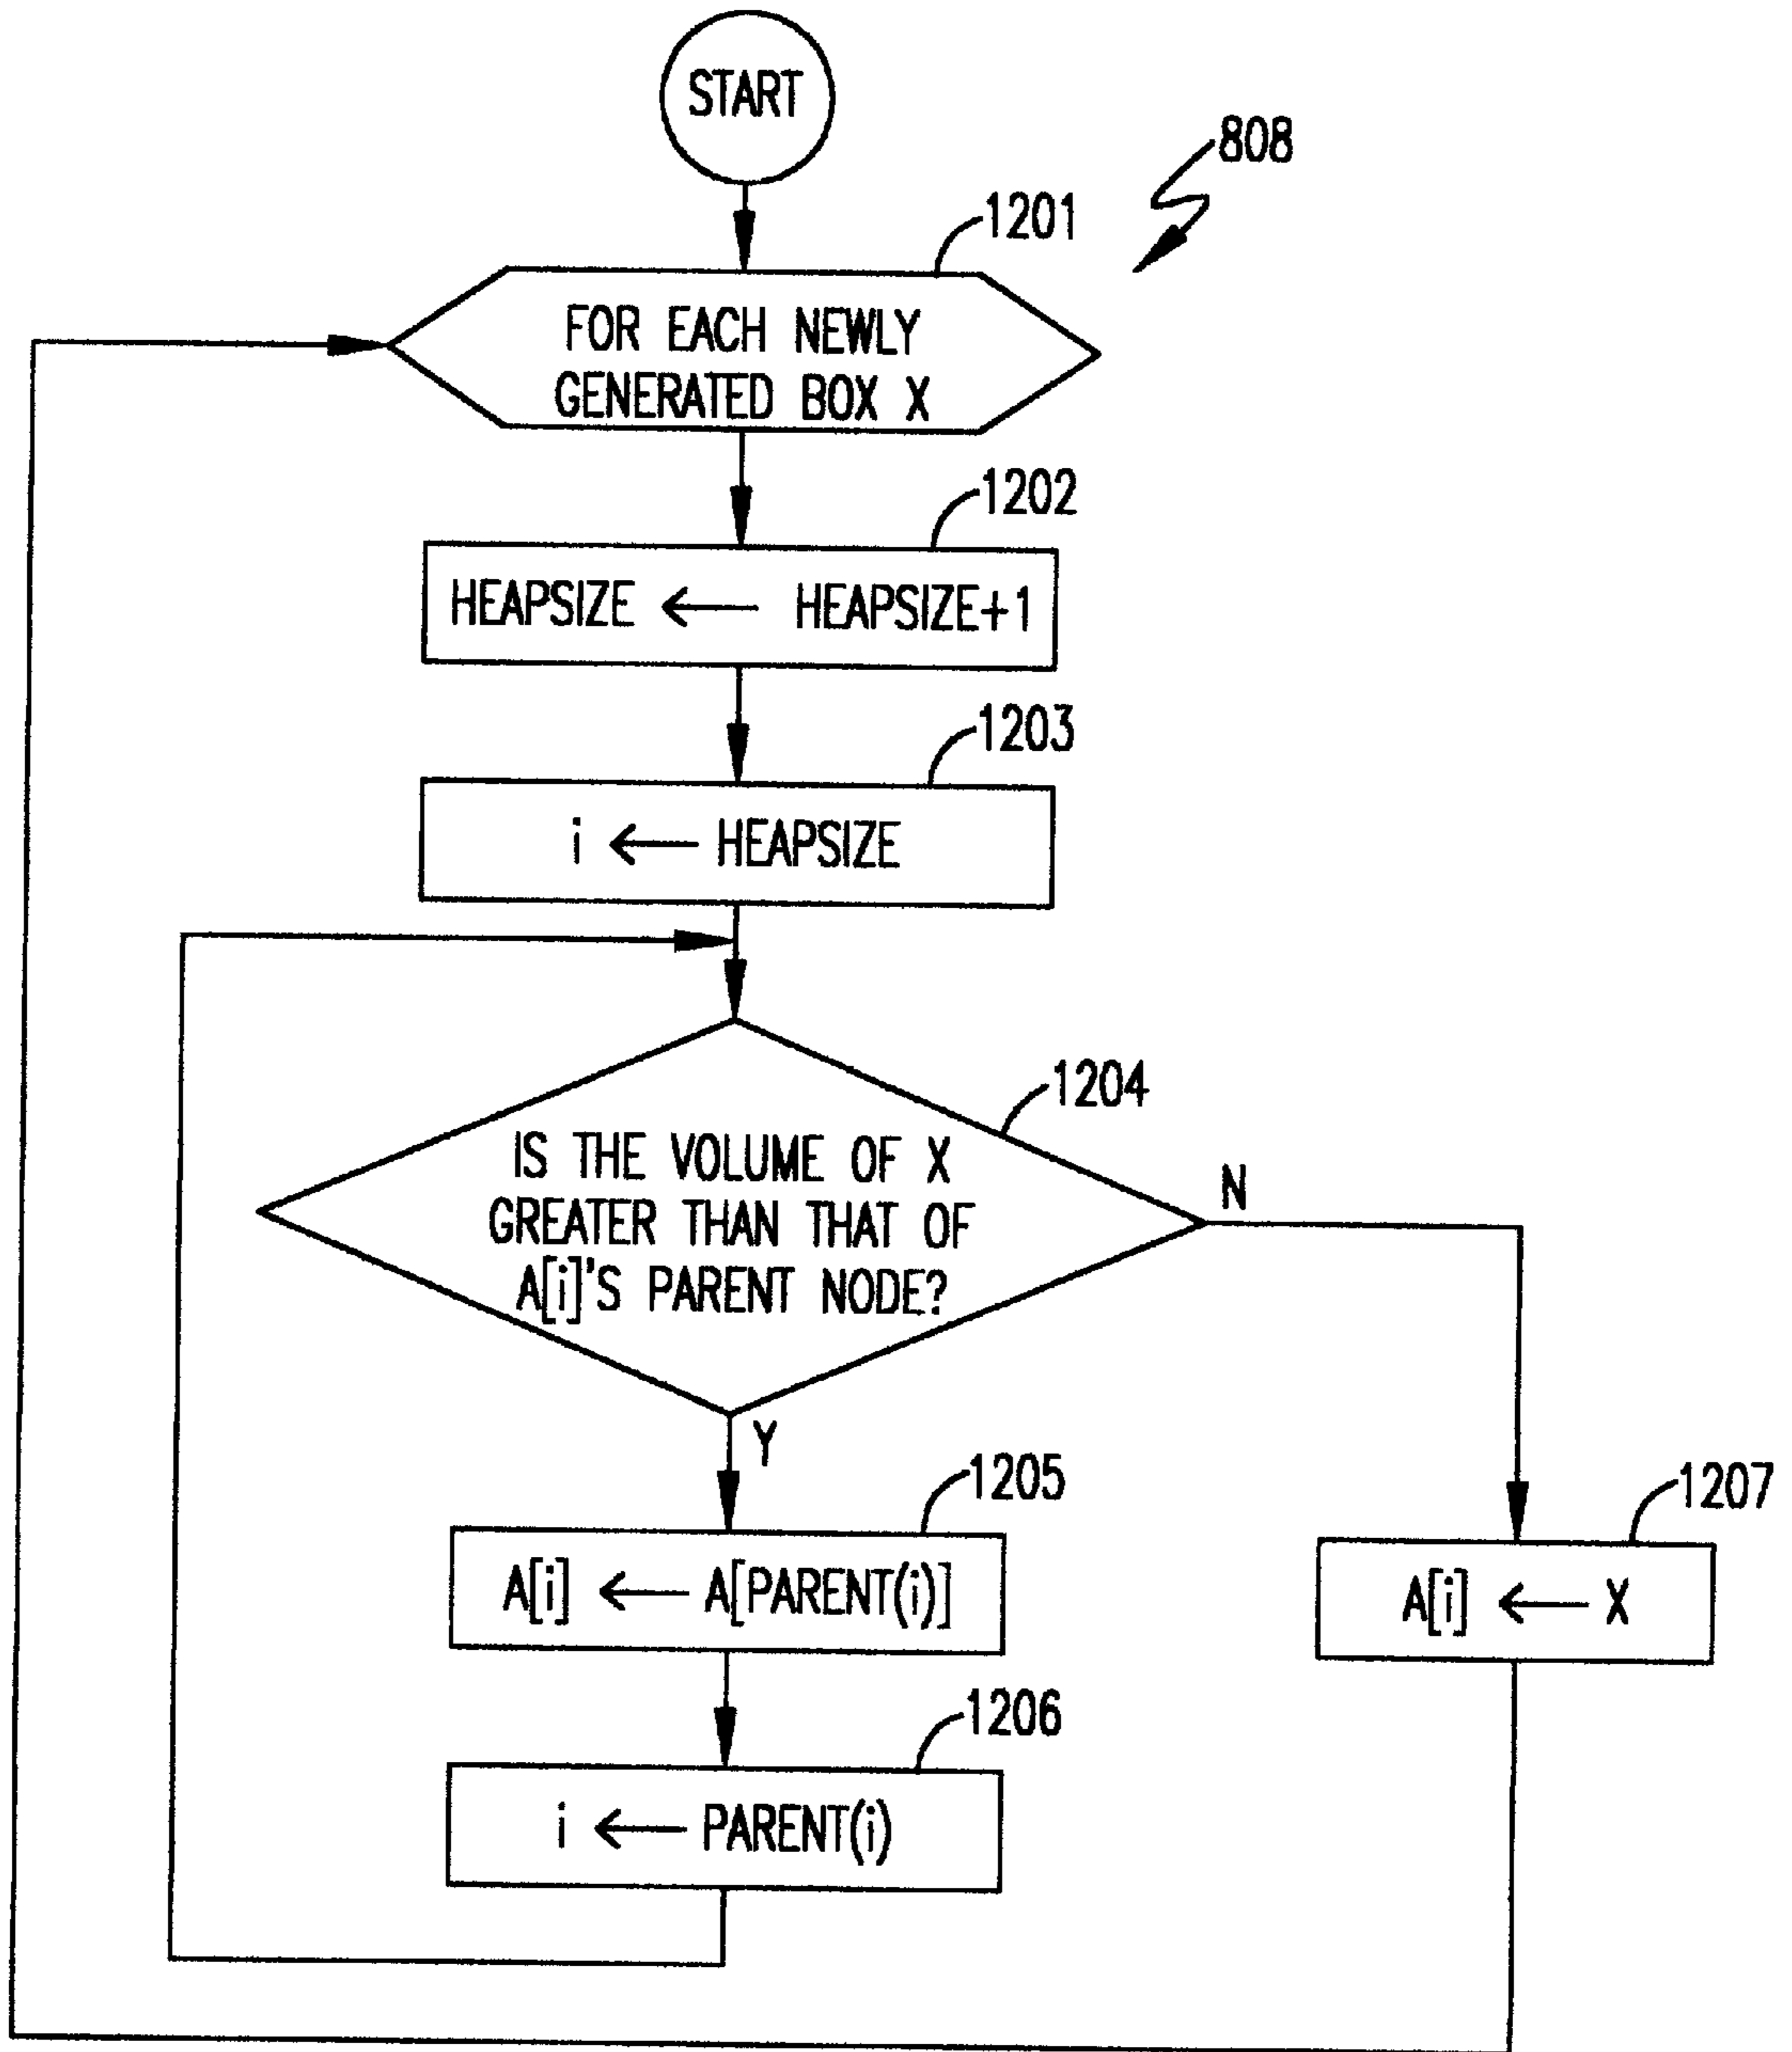 START
808
1201
FOR EACH NEWLY
GENERATED BOX X
1202
HEAPSIZE ← HEAPSIZE+1
1203
i ← HEAPSIZE
1204
IS THE VOLUME OF X
GREATER THAN THAT OF
A[i]'S PARENT NODE?
N
Y
1205
A[i] ← A[PARENT(i)]
1207
A[i] ← X
1206
i ← PARENT(i)